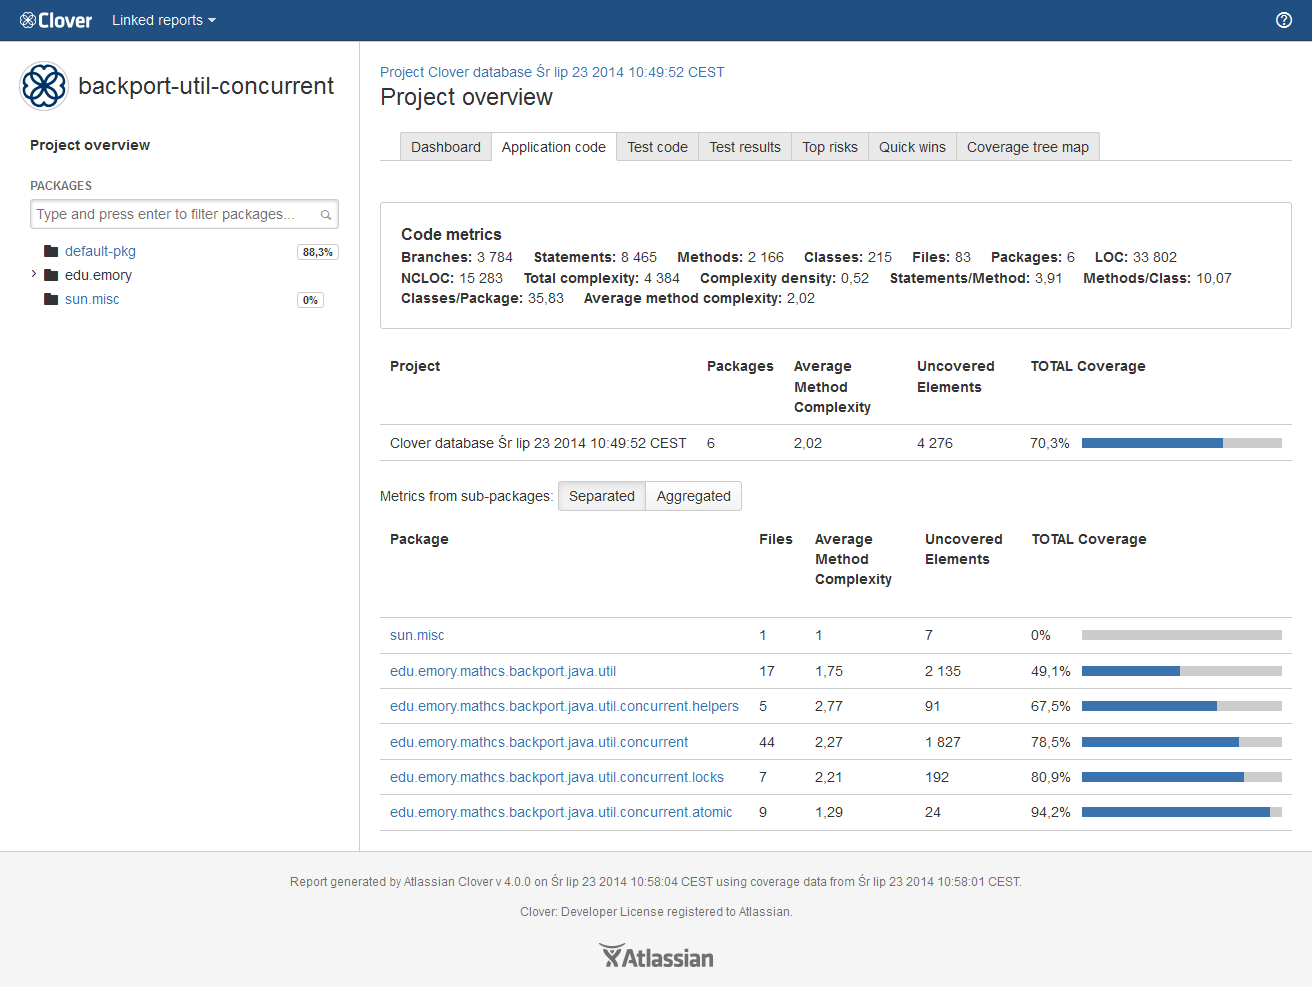 Clover Linked reports
backport-util-concurrent
Project overview
PACKAGES
Type and press enter to filter packages...
default-pkg 88,3%
edu.emory
sun.misc 0%
Project Clover database Śr lip 23 2014 10:49:52 CEST
Project overview
Dashboard Application code Test code Test results Top risks Quick wins Coverage tree map
Code metrics
Branches: 3 784 Statements: 8 465 Methods: 2 166 Classes: 215 Files: 83 Packages: 6 LOC: 33 802
NCLOC: 15 283 Total complexity: 4 384 Complexity density: 0,52 Statements/Method: 3,91 Methods/Class: 10,07
Classes/Package: 35,83 Average method complexity: 2,02
Project Packages Average Method Complexity Uncovered Elements TOTAL Coverage
Clover database Śr lip 23 2014 10:49:52 CEST 6 2,02 4 276 70,3%
Metrics from sub-packages: Separated Aggregated
Package Files Average Method Complexity Uncovered Elements TOTAL Coverage
sun.misc 1 1 7 0%
edu.emory.mathcs.backport.java.util 17 1,75 2 135 49,1%
edu.emory.mathcs.backport.java.util.concurrent.helpers 5 2,77 91 67,5%
edu.emory.mathcs.backport.java.util.concurrent 44 2,27 1 827 78,5%
edu.emory.mathcs.backport.java.util.concurrent.locks 7 2,21 192 80,9%
edu.emory.mathcs.backport.java.util.concurrent.atomic 9 1,29 24 94,2%
Report generated by Atlassian Clover v 4.0.0 on Śr lip 23 2014 10:58:04 CEST using coverage data from Śr lip 23 2014 10:58:01 CEST.
Clover: Developer License registered to Atlassian.
Atlassian